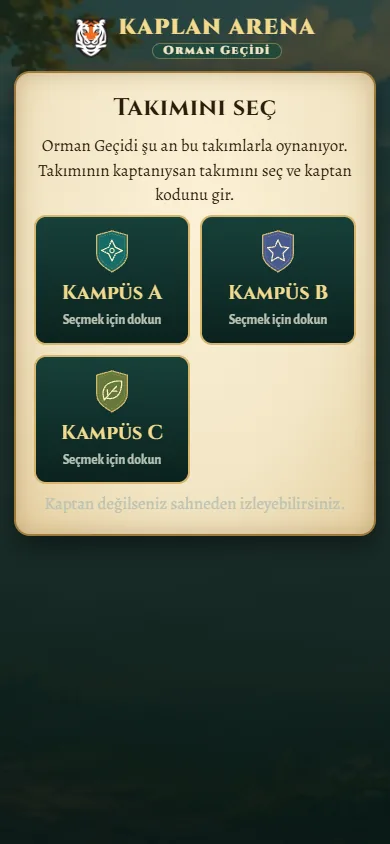 KAPLAN ARENA
Orman Geçidi
Takımını seç
Orman Geçidi şu an bu takımlarla oynanıyor.
Takımının kaptanıysan takımını seç ve kaptan
kodunu gir.
Kampüs A
Seçmek için dokun
Kampüs B
Seçmek için dokun
Kampüs C
Seçmek için dokun
Kaptan değilseniz sahneden izleyebilirsiniz.